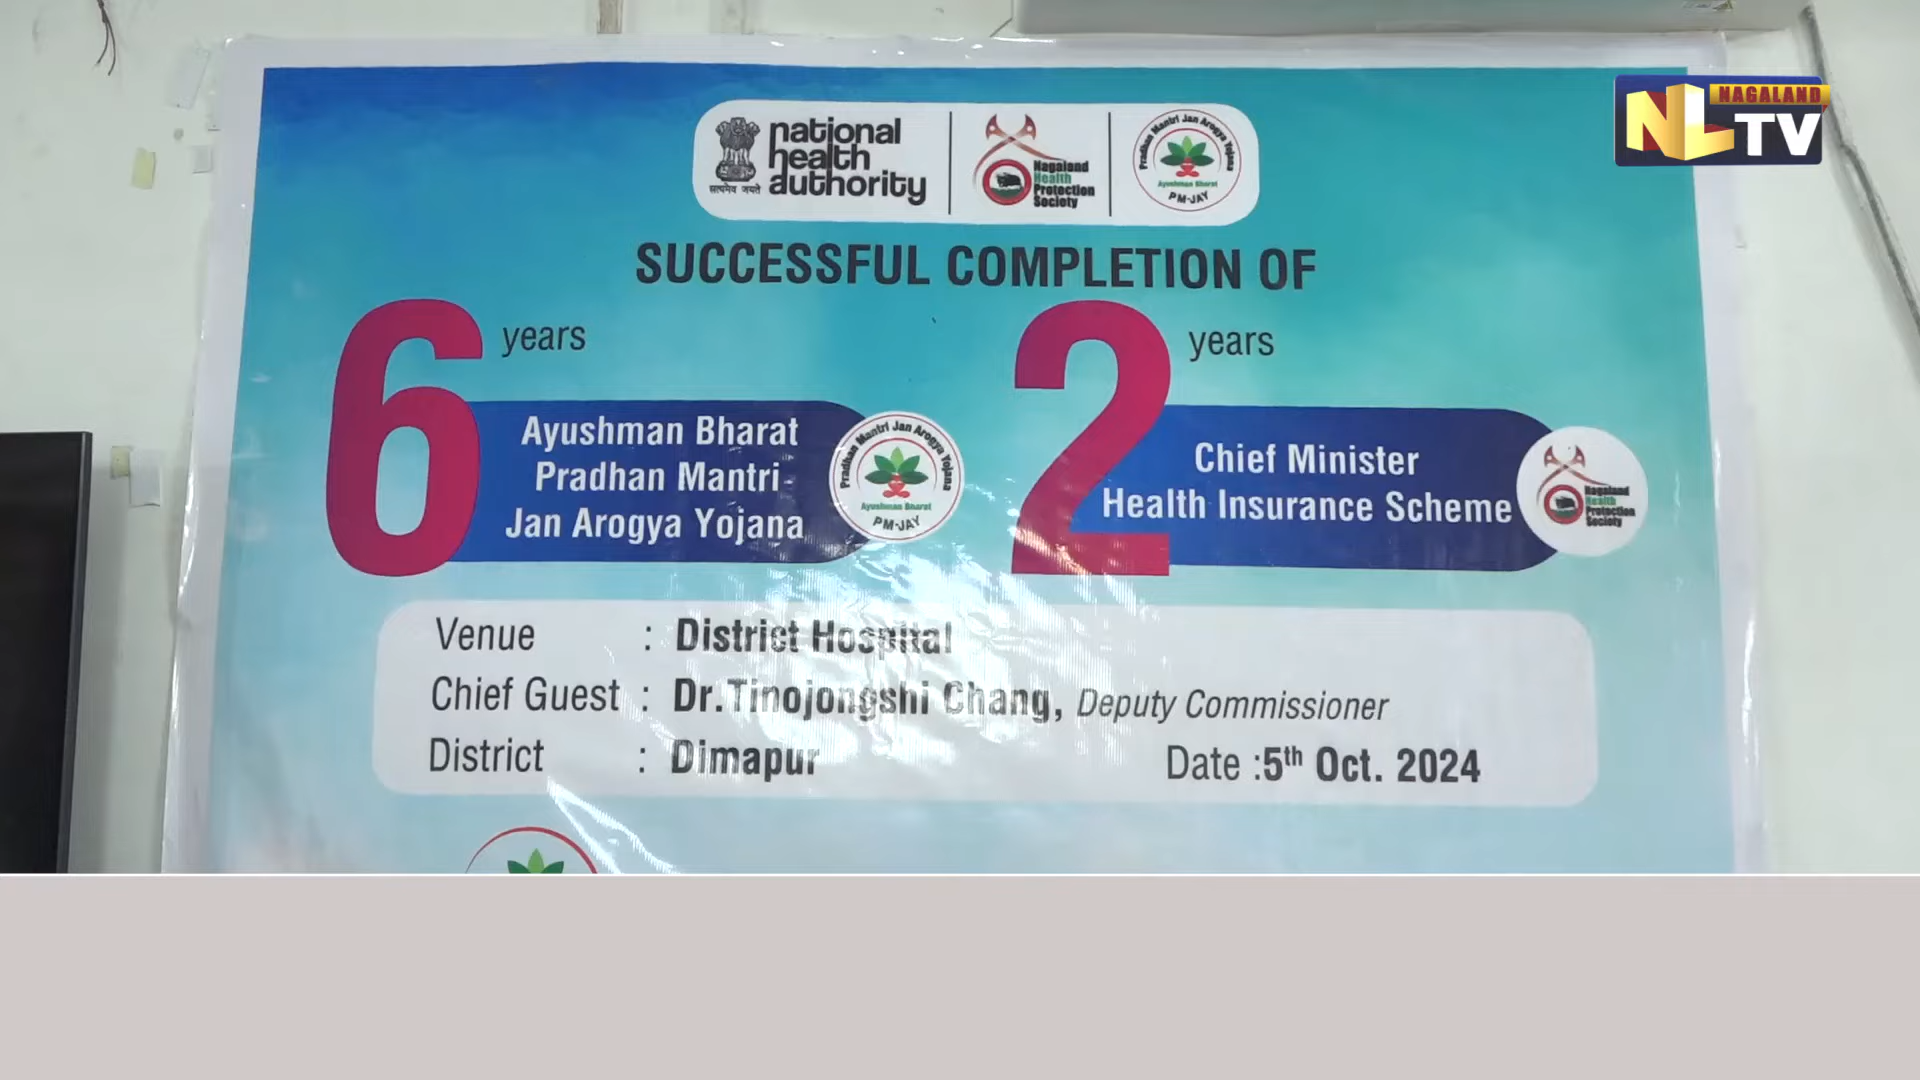 NAGALAND
NLTV
national
health
authority
सत्यमेव जयते
Nagaland
Health
Protection
Society
Pradhan Mantri Jan Arogya Yojana
Ayushman Bharat
PM-JAY
SUCCESSFUL COMPLETION OF
6 years
Ayushman Bharat
Pradhan Mantri
Jan Arogya Yojana
Pradhan Mantri Jan Arogya Yojana
Ayushman Bharat
PM-JAY
2 years
Chief Minister
Health Insurance Scheme
Nagaland
Health
Protection
Society
Venue : District Hospital
Chief Guest : Dr.Tinojongshi Chang, Deputy Commissioner
District : Dimapur Date :5th Oct. 2024